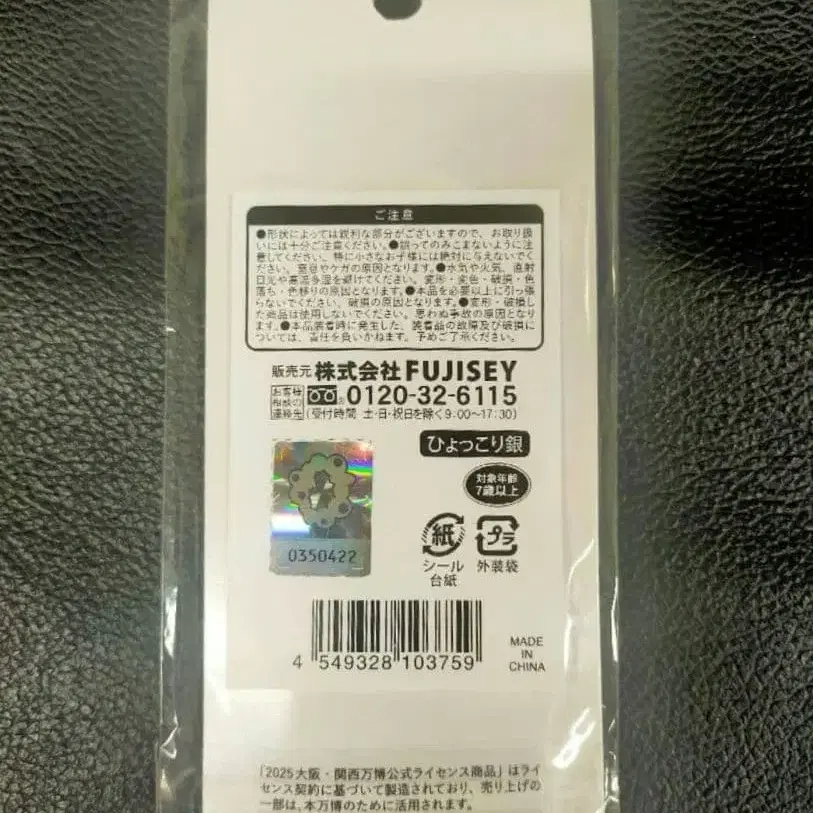 ご注意
●形状によっては鋭利な部分がございますので、お取り扱
いには十分ご注意ください。●誤ってのみこまないように注
意してください、特に小さなお子様には絶対に与えないでく
ださい。窒息やケガの原因となります。●水気や火気、直射
日光や高温多湿を避けてください。変形・変色・破損・色
落ち・色移りの原因となります。●本品を必要以上に引っ張
らないでください、破損の原因となります。●変形・破損し
た商品は使用しないでください。思わぬ事故の原因となりま
す。●本品装着時に発生した、装着品の故障及び破損に
ついては、責任を負いかねます。予めご了承ください。
販売元 株式会社FUJISEY
お客様
相談の
連絡先
0120-32-6115
(受付時間 土・日・祝日を除く9:00～17:30)
ひょっこり銀
対象年齢
7歳以上
0350422
紙
シール
台紙
プラ
外装袋
4 549328 103759
MADE
IN
CHINA
「2025大阪・関西万博公式ライセンス商品」はライ
センス契約に基づいて製造されており、売り上げの
一部は、本万博のために活用されます。